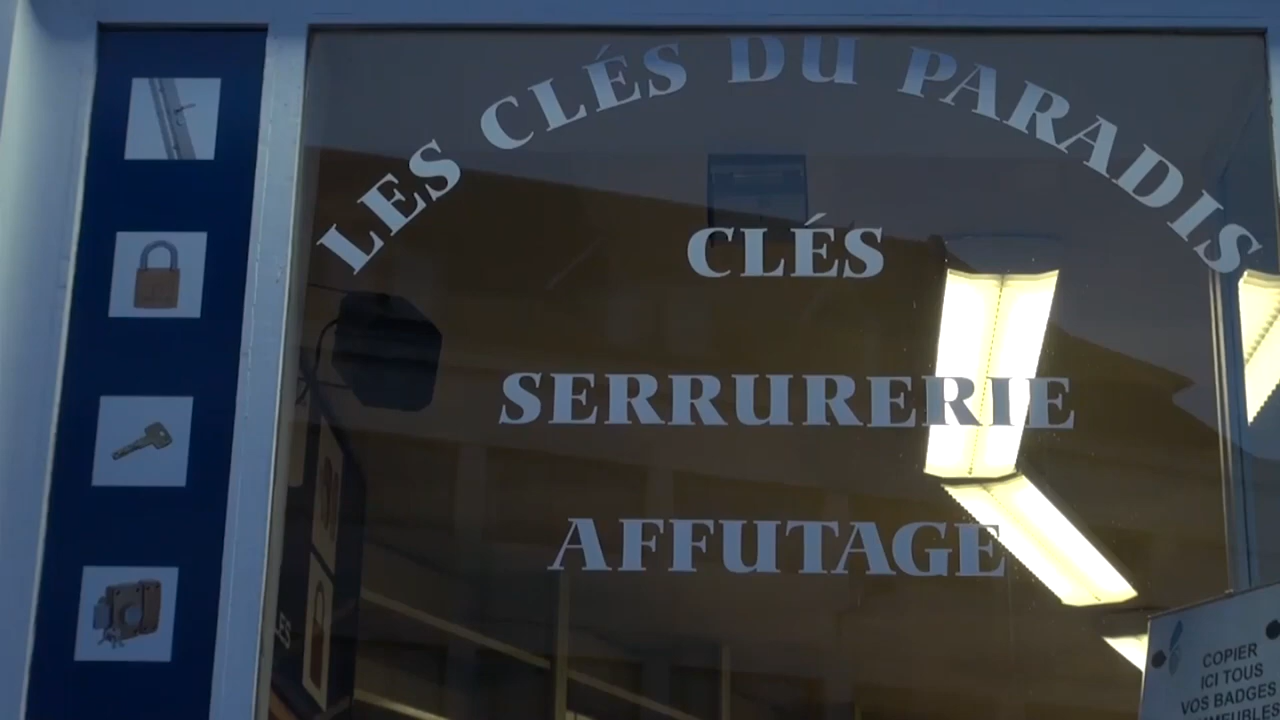 LES CLÉS DU PARADIS
CLÉS
SERRURERIE
AFFUTAGE
COPIER
ICI TOUS
VOS BADGES